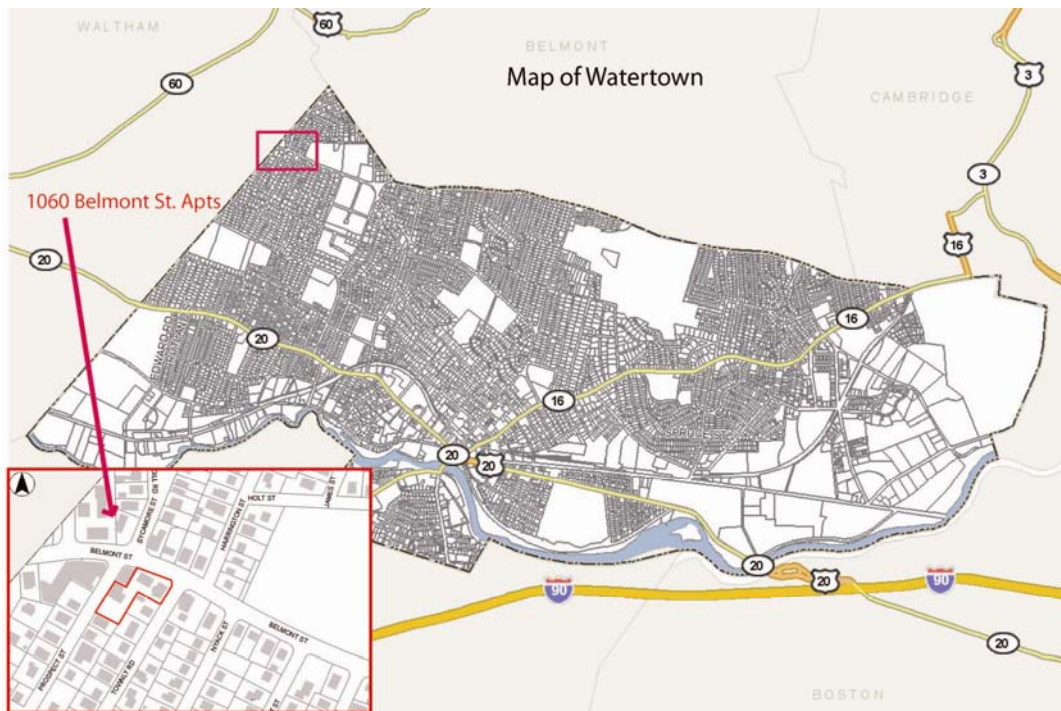 WALTHAM
60
BELMONT
Map of Watertown
60
3
CAMBRIDGE
3
16
1060 Belmont St. Apts
20
20
16
16
20
20
20
20
90
90
20
BOSTON
HOLT ST
JAMES ST
SYCAMORE ST
HARRINGTON ST
BELMONT ST
BELMONT ST
NYACK ST
TOWNLY RD
PROSPECT ST